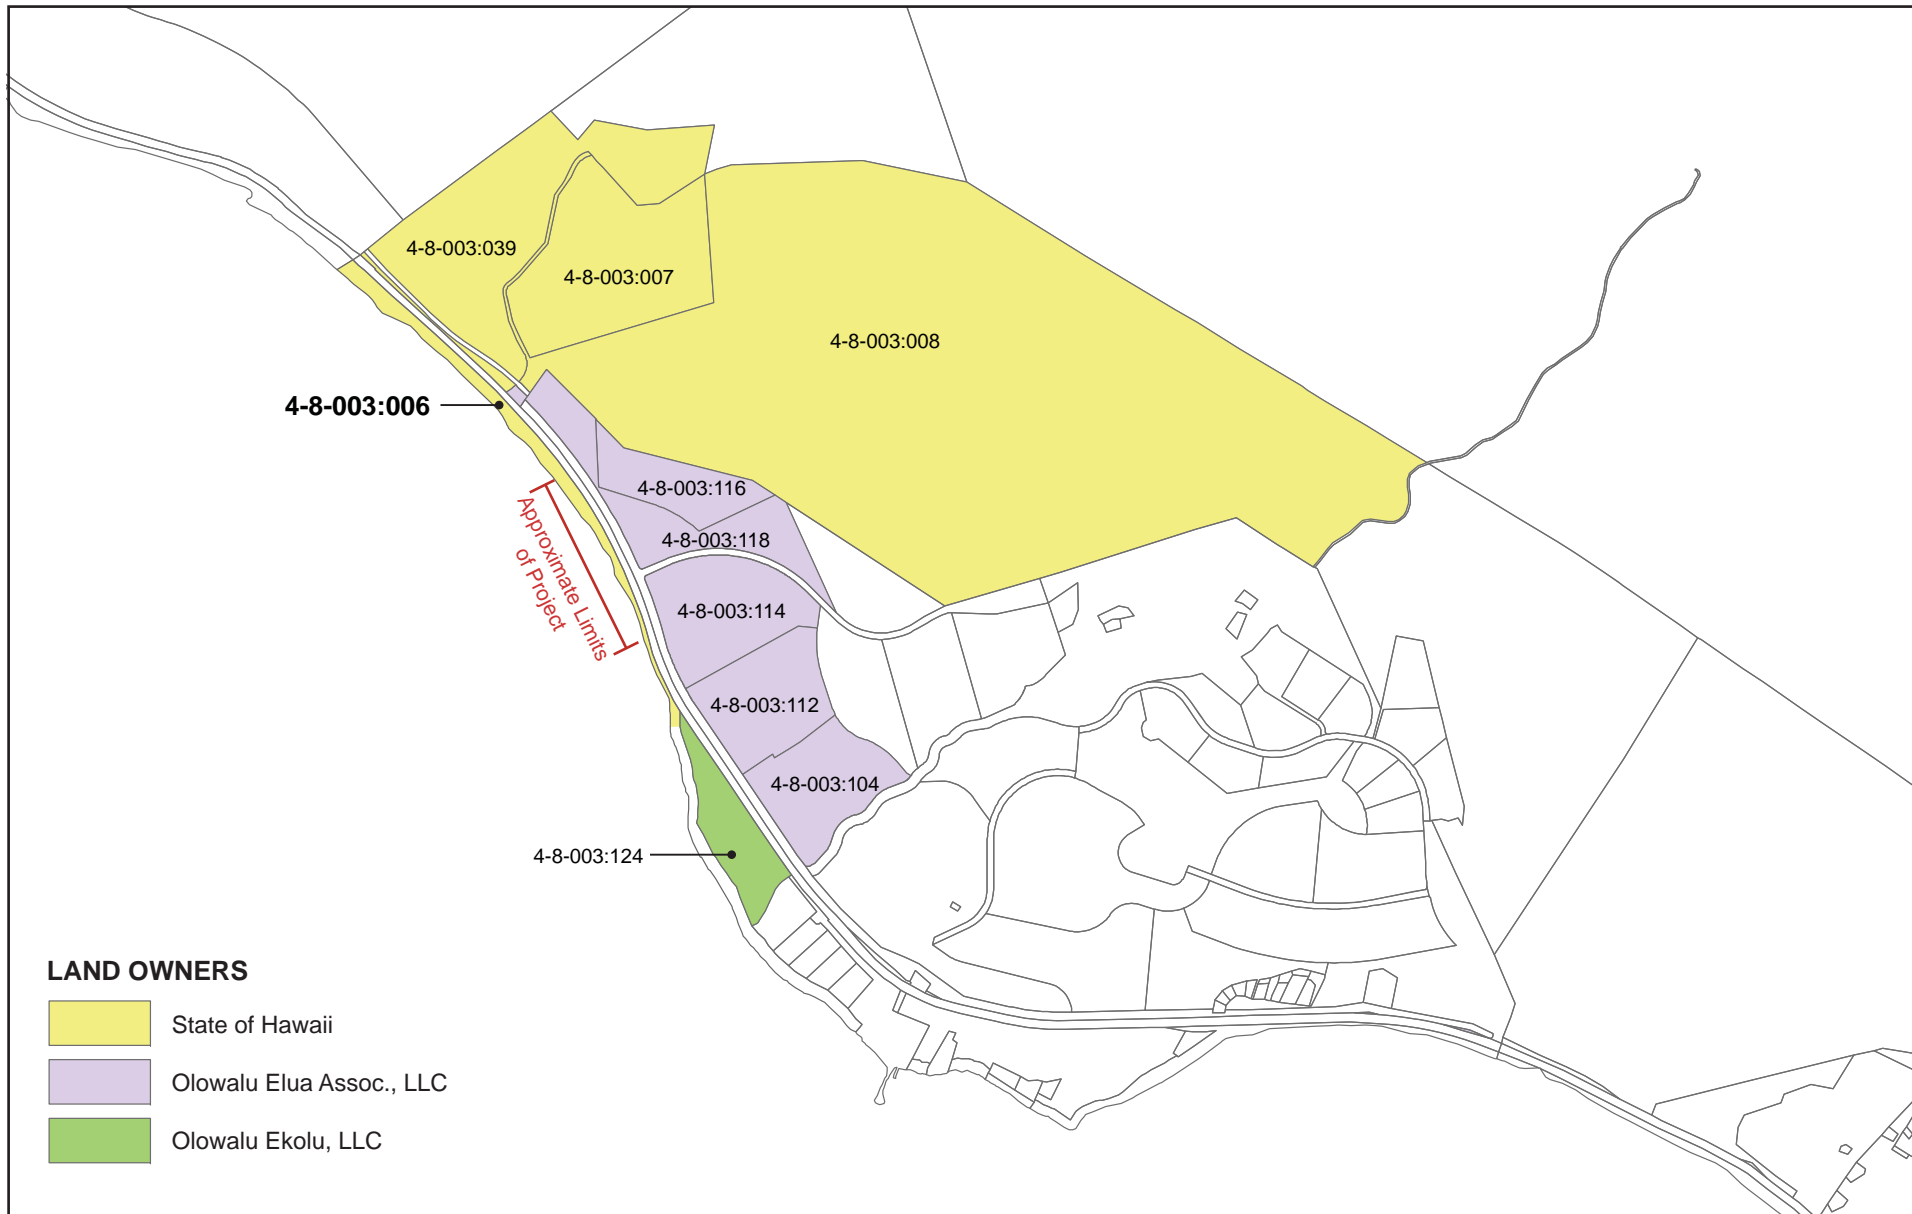 4-8-003:039
4-8-003:007
4-8-003:008
4-8-003:006
4-8-003:116
Approximate Limits
of Project
4-8-003:118
4-8-003:114
4-8-003:112
4-8-003:104
4-8-003:124
LAND OWNERS
State of Hawaii
Olowalu Elua Assoc., LLC
Olowalu Ekolu, LLC